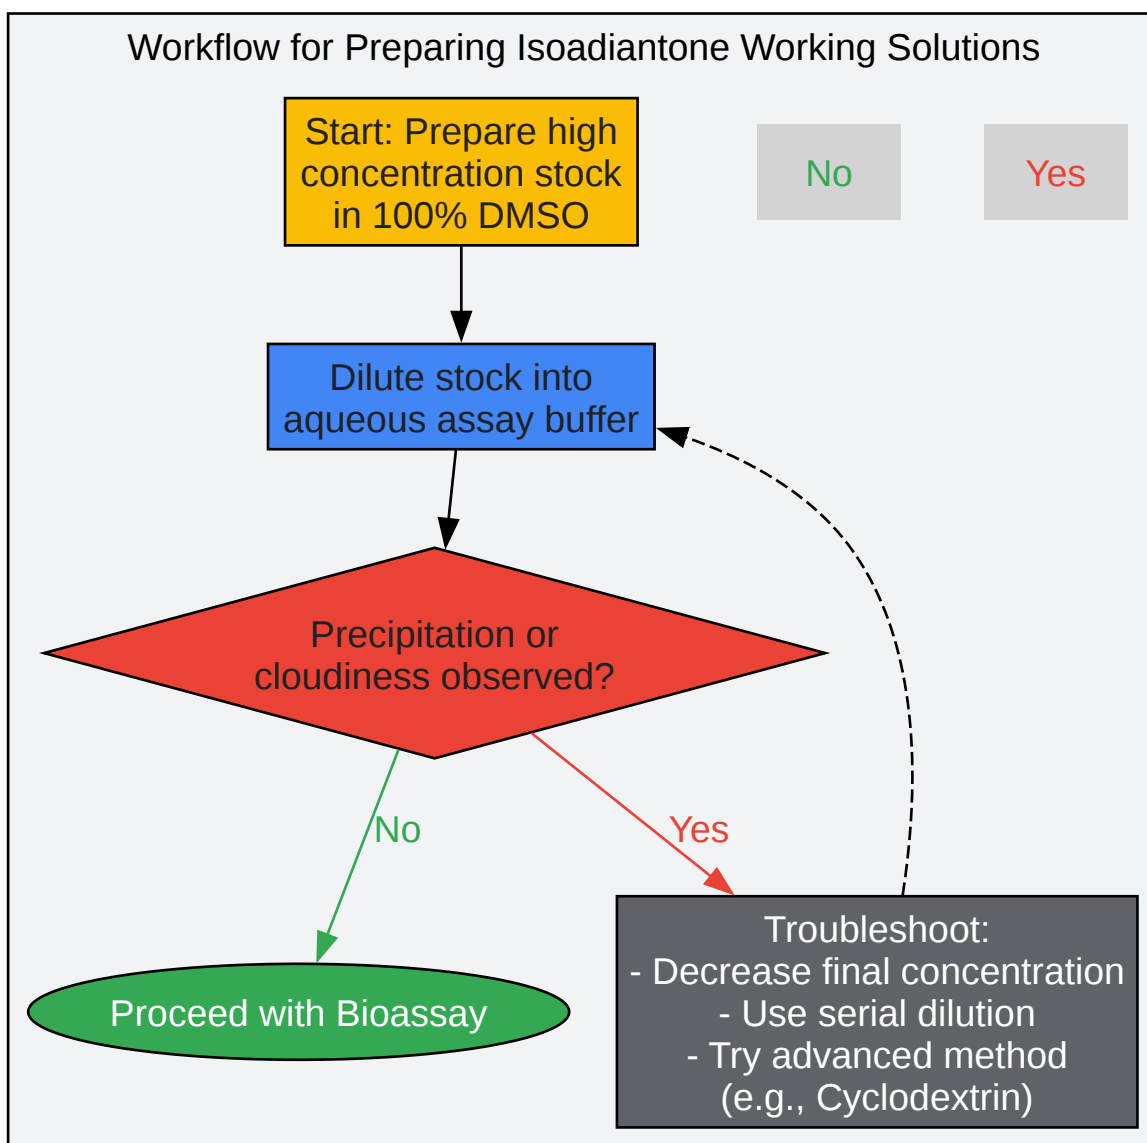 Workflow for Preparing Isoadiantone Working Solutions
Start: Prepare high
concentration stock
in 100% DMSO
No
Yes
Dilute stock into
aqueous assay buffer
Precipitation or
cloudiness observed?
No
Yes
Proceed with Bioassay
Troubleshoot:
- Decrease final concentration
- Use serial dilution
- Try advanced method
(e.g., Cyclodextrin)